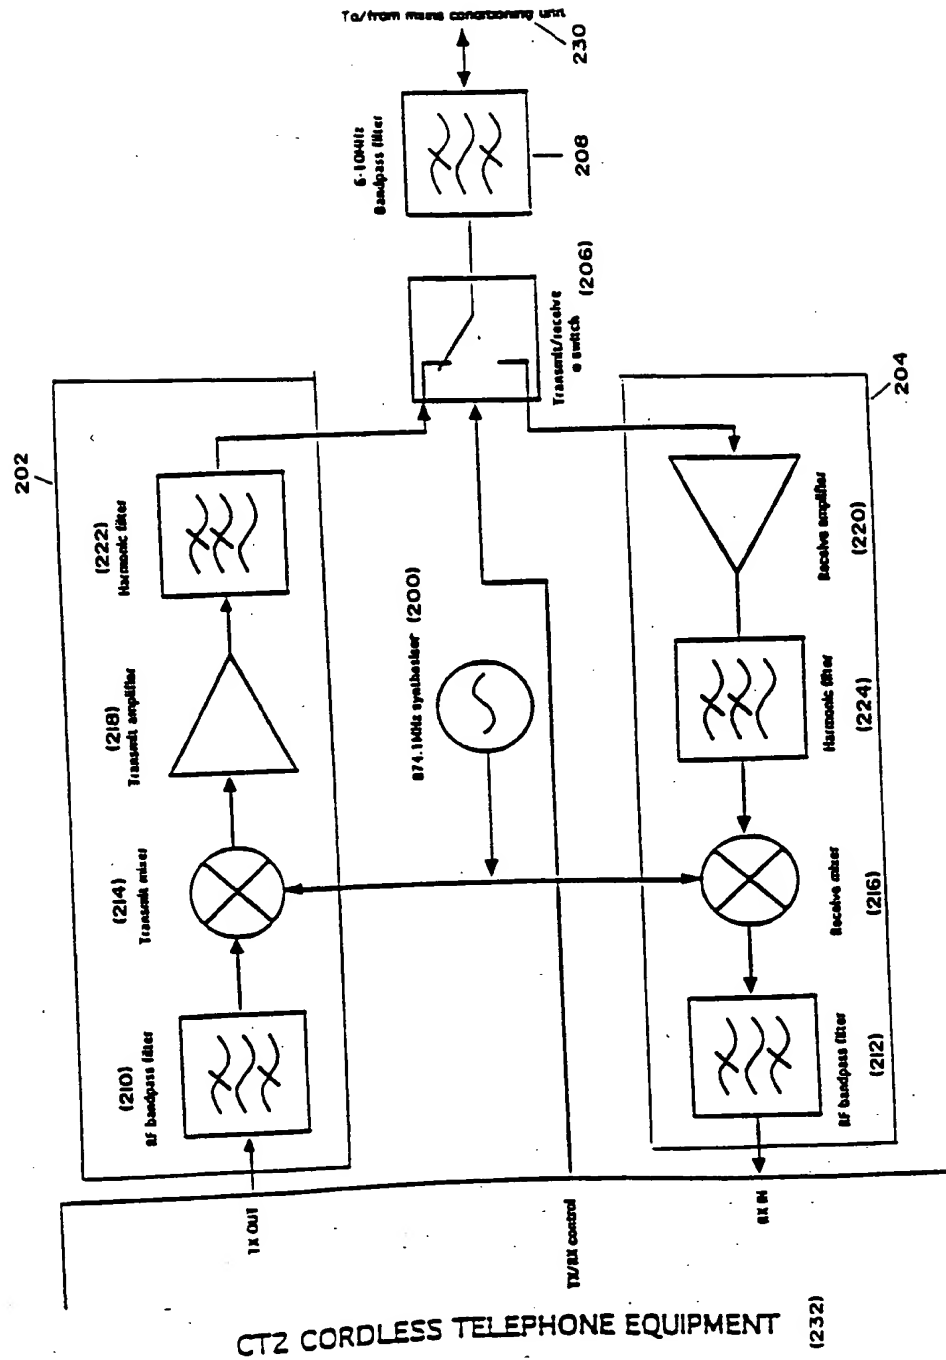 To/from mains conditioning unit
230
6-10MHz
Bandpass filter
208
(206)
Transmit/receive
e switch
202
(222)
Harmonic filter
(218)
Transmit amplifier
(214)
Transmit mixer
(210)
RF bandpass filter
874.1MHz synthesiser (200)
204
Receive amplifier
(220)
Harmonic filter
(224)
Receive mixer
(216)
RF bandpass filter
(212)
TX OUT
TX/RX control
RX IN
CT2 CORDLESS TELEPHONE EQUIPMENT
(232)